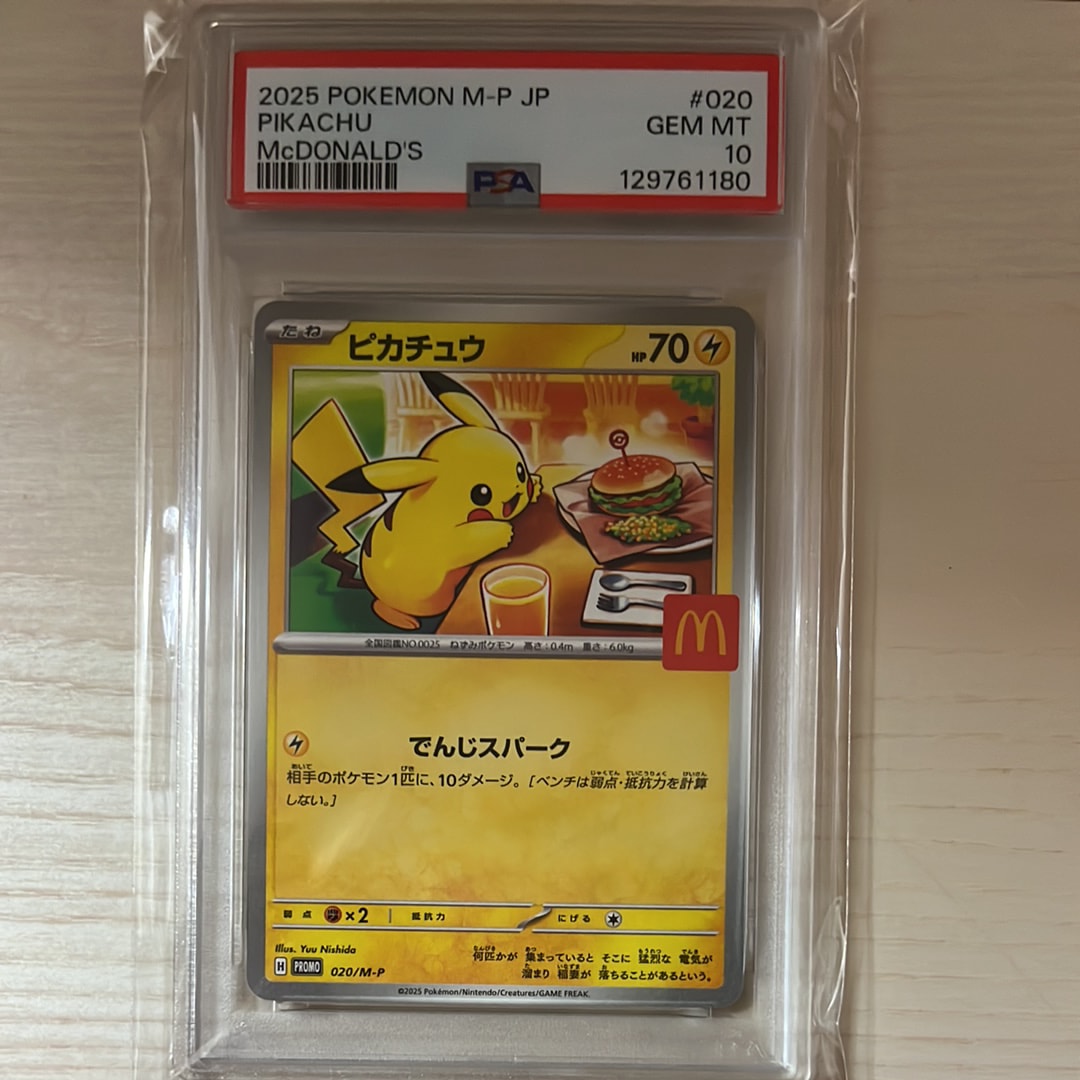 2025 POKEMON M-P JP #020
PIKACHU GEM MT
McDONALD'S 10
PSA 129761180
たね ピカチュウ HP 70
全国図鑑NO.0025 ねずみポケモン 高さ:0.4m 重さ:6.0kg
M
でんじスパーク
相手のポケモン1匹に、10ダメージ。[ベンチは弱点・抵抗力を計算
しない。]
弱点 ×2 抵抗力 にげる
Illus. Yuu Nishida
何匹かが 集まっていると そこに 猛烈な 電気が
溜まり 稲妻が 落ちることがあるという。
H PROMO 020/M-P
©2025 Pokémon/Nintendo/Creatures/GAME FREAK.